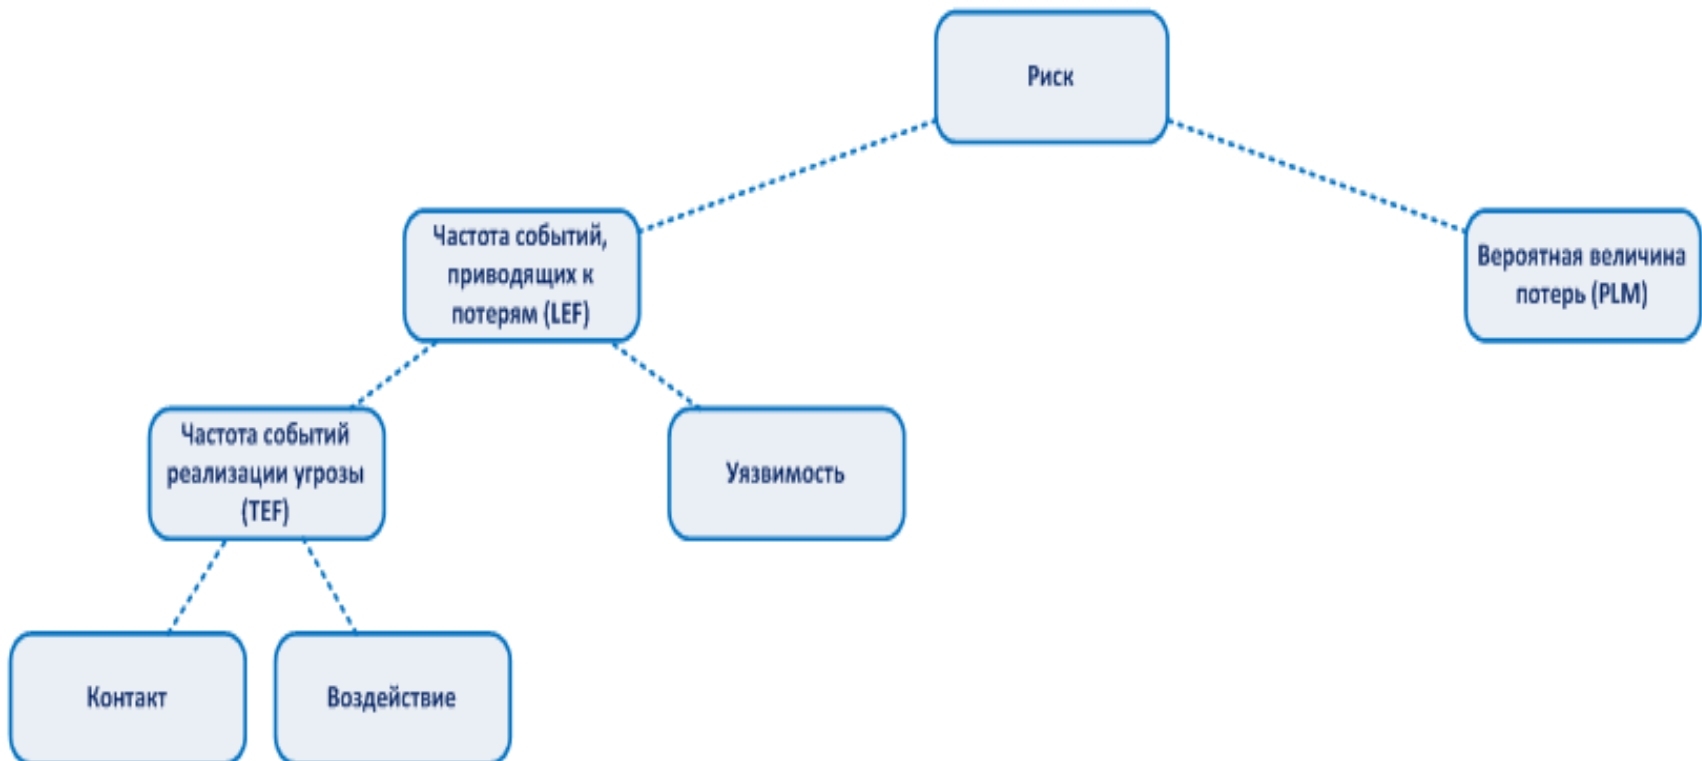 Риск
Частота событий,
приводящих к
потерям (LEF)
Вероятная величина
потерь (PLM)
Частота событий
реализации угрозы
(TEF)
Уязвимость
Контакт
Воздействие